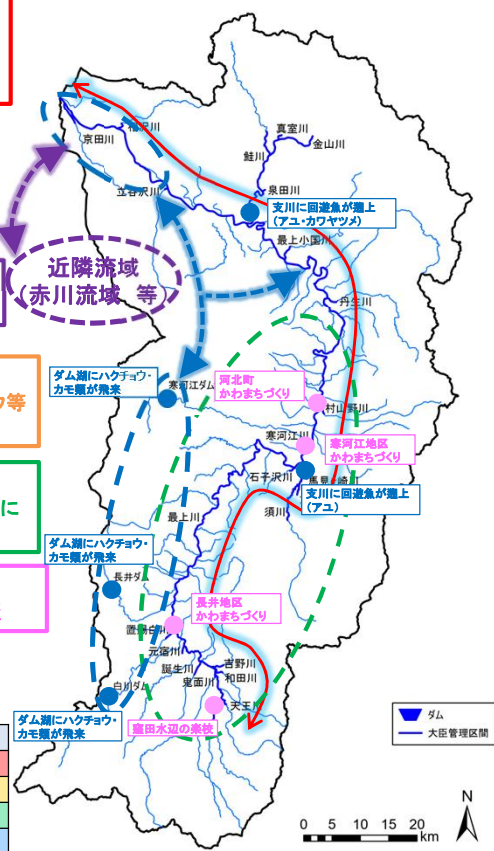 真室川
金山川
鮭川
京田川
相沢川
立谷沢川
泉田川
支川に回遊魚が遡上
(アユ・カワヤツメ)
最上小国川
近隣流域
(赤川流域 等)
丹生川
ウ等
ダム湖にハクチョウ・
カモ類が飛来
寒河江ダム
河北町
かわまちづくり
村山野川
寒河江川
寒河江地区
かわまちづくり
石子沢川
馬見ヶ崎川
支川に回遊魚が遡上
(アユ)
須川
最上川
に
ダム湖にハクチョウ・
カモ類が飛来
長井ダム
長井地区
かわまちづくり
置賜白川
元宿川
誕生川
鬼面川
吉野川
和田川
天王川
白川ダム
ダム湖にハクチョウ・
カモ類が飛来
窪田水辺の楽校
ダム
大臣管理区間
N
0 5 10 15 20
km